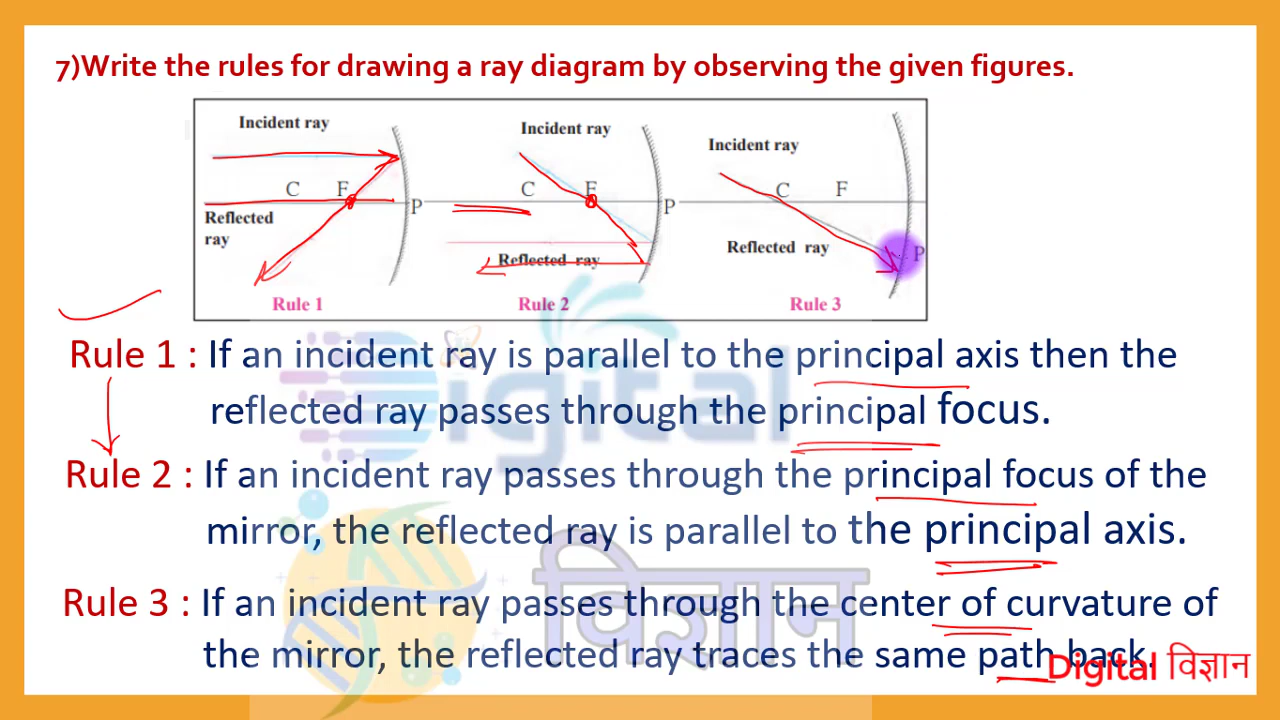 7)Write the rules for drawing a ray diagram by observing the given figures.
Incident ray
C F
P
Reflected
ray
Rule 1
Incident ray
C F
P
Reflected ray
Rule 2
Incident ray
C F
Reflected ray
P
Rule 3
Rule 1 : If an incident ray is parallel to the principal axis then the
reflected ray passes through the principal focus.
Rule 2 : If an incident ray passes through the principal focus of the
mirror, the reflected ray is parallel to the principal axis.
Rule 3 : If an incident ray passes through the center of curvature of
the mirror, the reflected ray traces the same path back.
Digital
विज्ञान
Digital विज्ञान